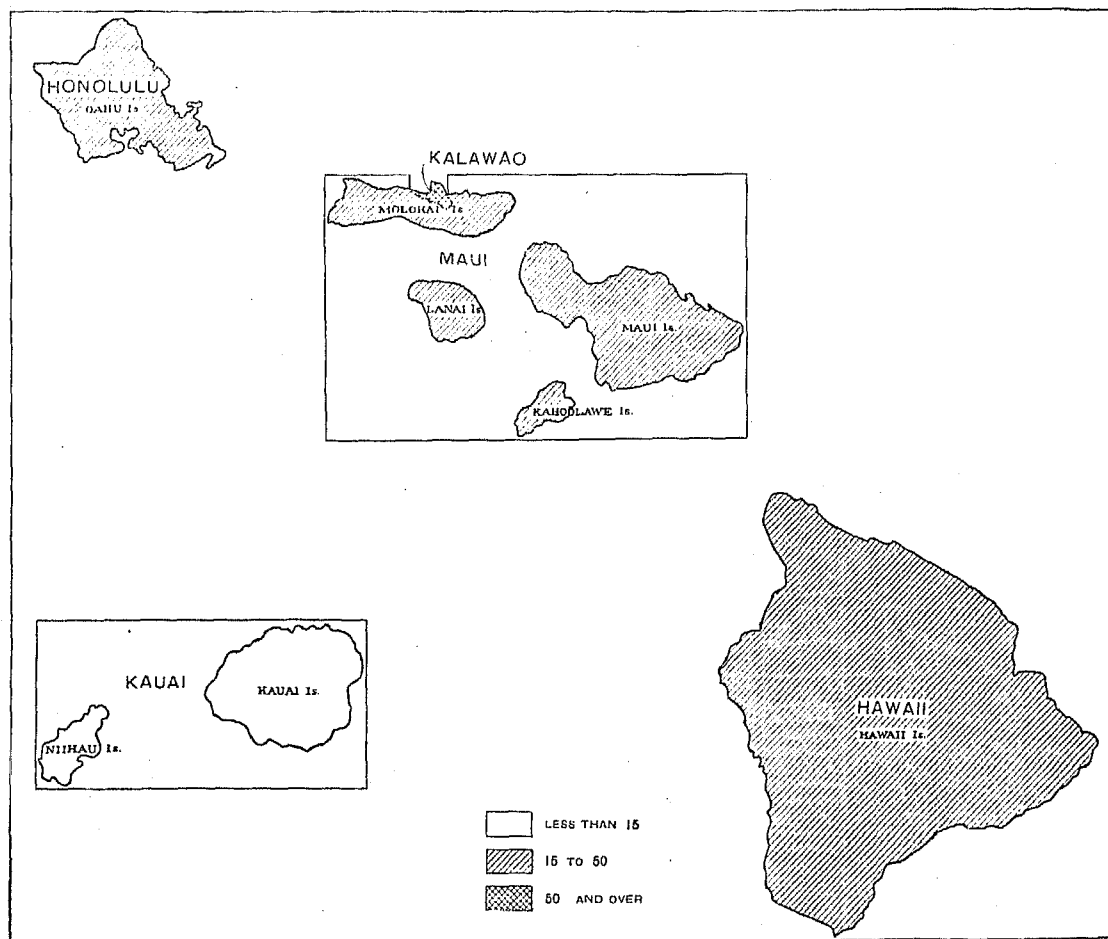 HONOLULU
OAHU Is
KALAWAO
MOLOKAI Is
MAUI
LANAI Is
MAUI Is.
KAHOOLAWE Is.
KAUAI
KAUAI Is.
NIIHAU Is.
HAWAII
HAWAII Is.
LESS THAN 15
15 TO 50
50 AND OVER